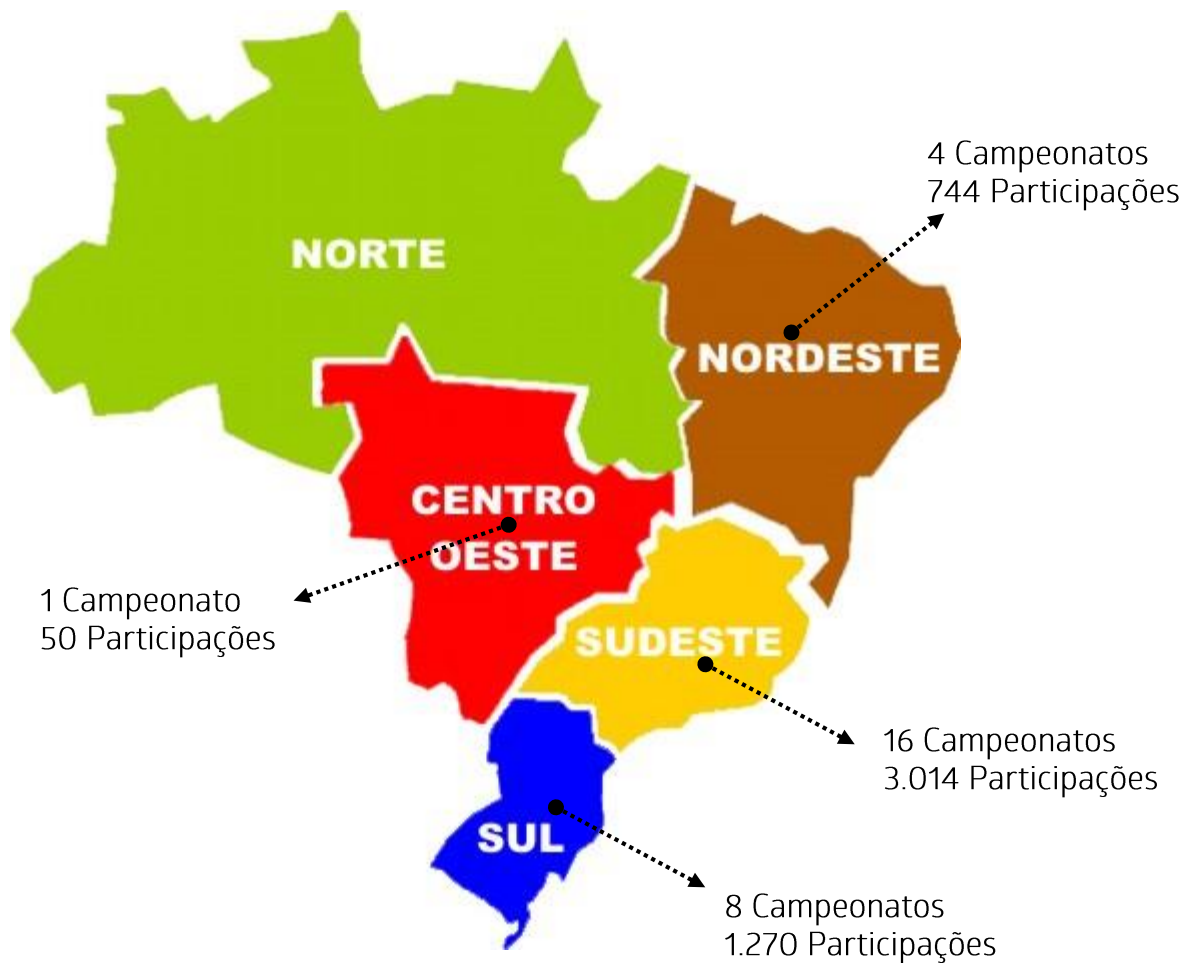 4 Campeonatos
744 Participações
NORTE
NORDESTE
CENTRO
OESTE
1 Campeonato
50 Participações
SUDESTE
16 Campeonatos
3.014 Participações
SUL
8 Campeonatos
1.270 Participações